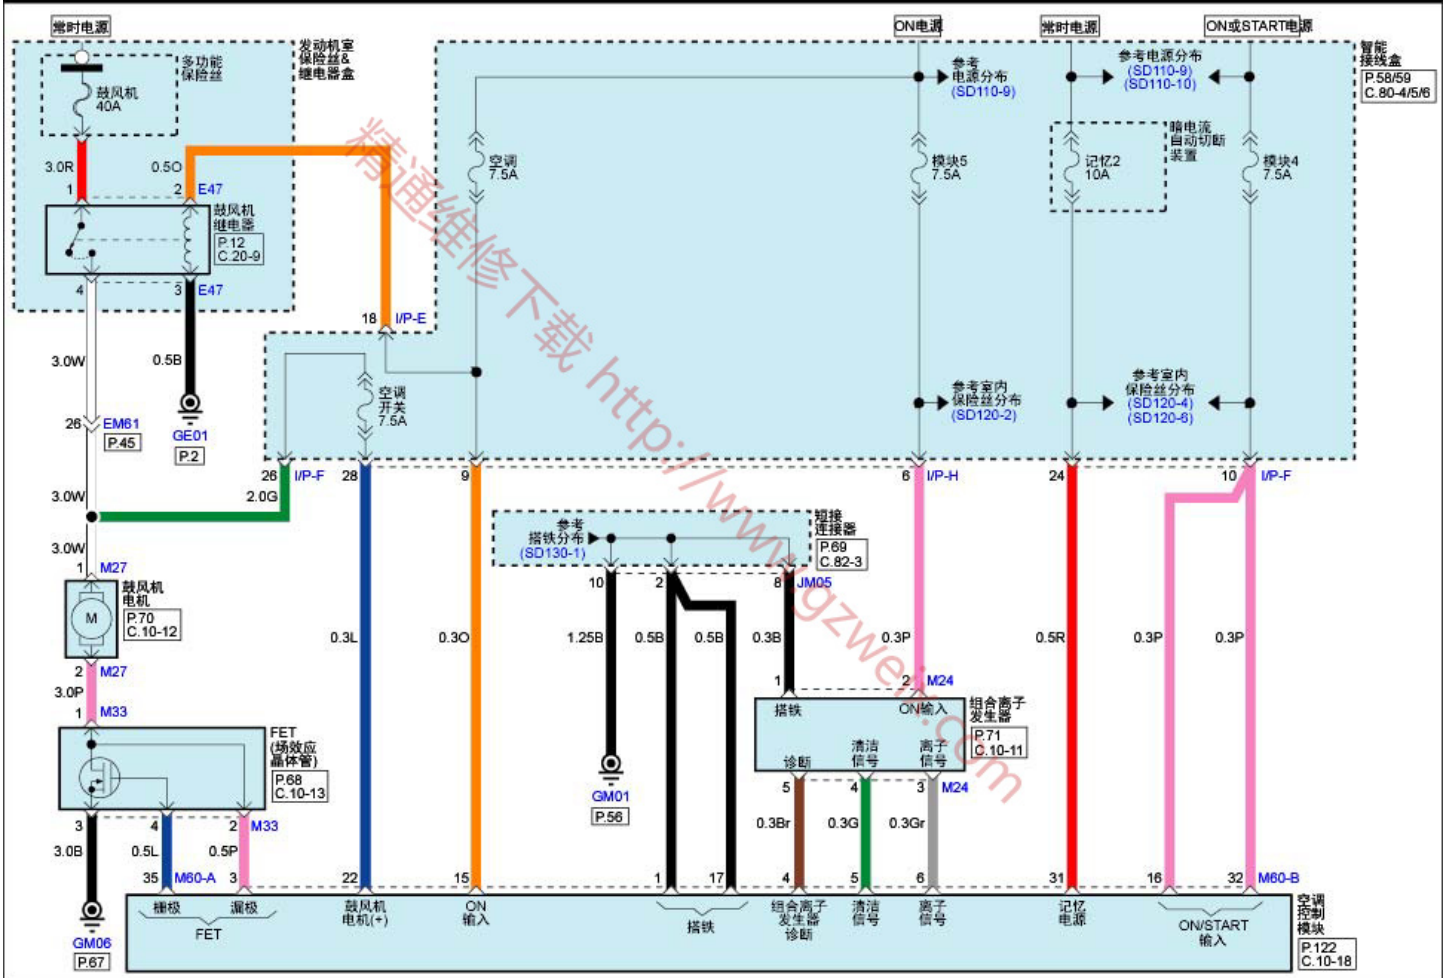 常时电源
ON电源
常时电源
ON或START电源
发动机室
保险丝&
继电器盒
多功能
保险丝
鼓风机
40A
智能
接线盒
P.58/59
C.80-4/5/6
参考
电源分布
(SD110-9)
参考电源分布
(SD110-9)
(SD110-10)
暗电流
自动切断
装置
空调
7.5A
模块5
7.5A
记忆2
10A
模块4
7.5A
3.0R
0.5O
1
2
E47
鼓风机
继电器
P.12
C.20-9
4
3
E47
18
I/P-E
3.0W
0.5B
空调
开关
7.5A
参考室内
保险丝分布
(SD120-2)
参考室内
保险丝分布
(SD120-4)
(SD120-6)
26
EM61
P.45
GE01
P.2
26
I/P-F
28
9
6
I/P-H
24
10
I/P-F
3.0W
2.0G
参考
搭铁分布
(SD130-1)
短接
连接器
P.69
C.82-3
3.0W
1
M27
10
2
8
JM05
鼓风机
电机
P.70
C.10-12
M
0.3L
0.3O
1.25B
0.5B
0.5B
0.3B
0.3P
0.5R
0.3P
0.3P
2
M27
3.0P
1
M33
1
2
M24
搭铁
ON输入
组合离子
发生器
P.71
C.10-11
FET
(场效应
晶体管)
P.68
C.10-13
诊断
清洁
信号
离子
信号
GM01
P.56
5
4
3
M24
3
4
2
M33
0.3Br
0.3G
0.3Gr
3.0B
0.5L
0.5P
35
M60-A
3
22
15
1
17
4
5
6
31
16
32
M60-B
栅极
漏极
FET
鼓风机
电机(+)
ON
输入
搭铁
组合离子
发生器
诊断
清洁
信号
离子
信号
记忆
电源
ON/START
输入
空调
控制
模块
P.122
C.10-18
GM06
P.67
精通维修下载 http://www.gzweix.com